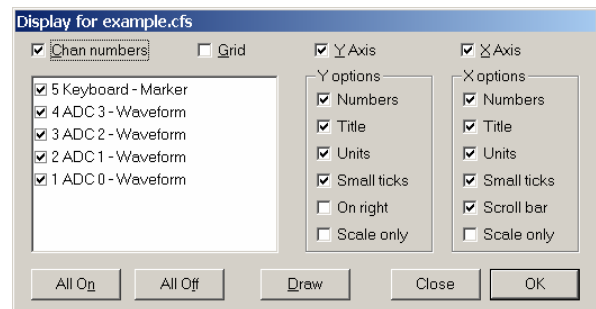 Display for example.cfs
Chan numbers Grid Y Axis X Axis
5 Keyboard - Marker
4 ADC 3 - Waveform
3 ADC 2 - Waveform
2 ADC 1 - Waveform
1 ADC 0 - Waveform
Y options
Numbers
Title
Units
Small ticks
On right
Scale only
X options
Numbers
Title
Units
Small ticks
Scroll bar
Scale only
All On All Off Draw Close OK